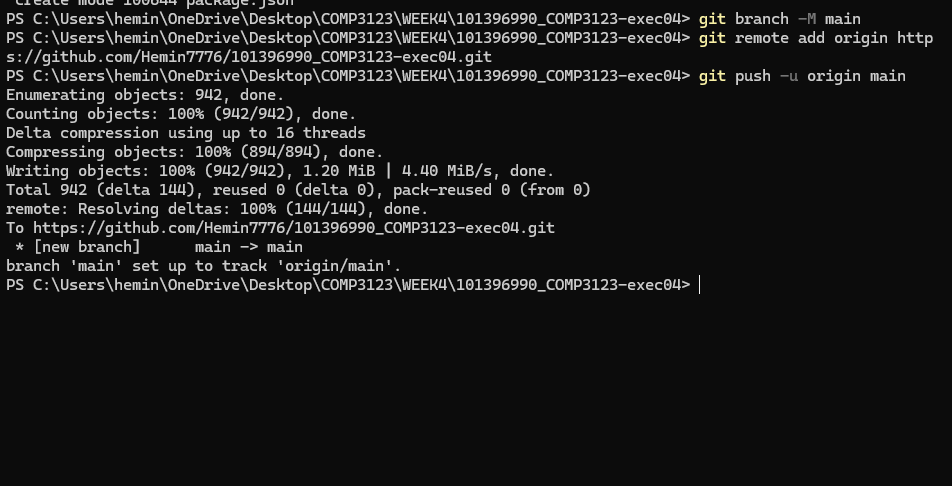 create mode 100644 package.json
PS C:\Users\hemin\OneDrive\Desktop\COMP3123\WEEK4\101396990_COMP3123-exec04> git branch -M main
PS C:\Users\hemin\OneDrive\Desktop\COMP3123\WEEK4\101396990_COMP3123-exec04> git remote add origin http
s://github.com/Hemin7776/101396990_COMP3123-exec04.git
PS C:\Users\hemin\OneDrive\Desktop\COMP3123\WEEK4\101396990_COMP3123-exec04> git push -u origin main
Enumerating objects: 942, done.
Counting objects: 100% (942/942), done.
Delta compression using up to 16 threads
Compressing objects: 100% (894/894), done.
Writing objects: 100% (942/942), 1.20 MiB | 4.40 MiB/s, done.
Total 942 (delta 144), reused 0 (delta 0), pack-reused 0 (from 0)
remote: Resolving deltas: 100% (144/144), done.
To https://github.com/Hemin7776/101396990_COMP3123-exec04.git
 * [new branch]      main -> main
branch 'main' set up to track 'origin/main'.
PS C:\Users\hemin\OneDrive\Desktop\COMP3123\WEEK4\101396990_COMP3123-exec04>